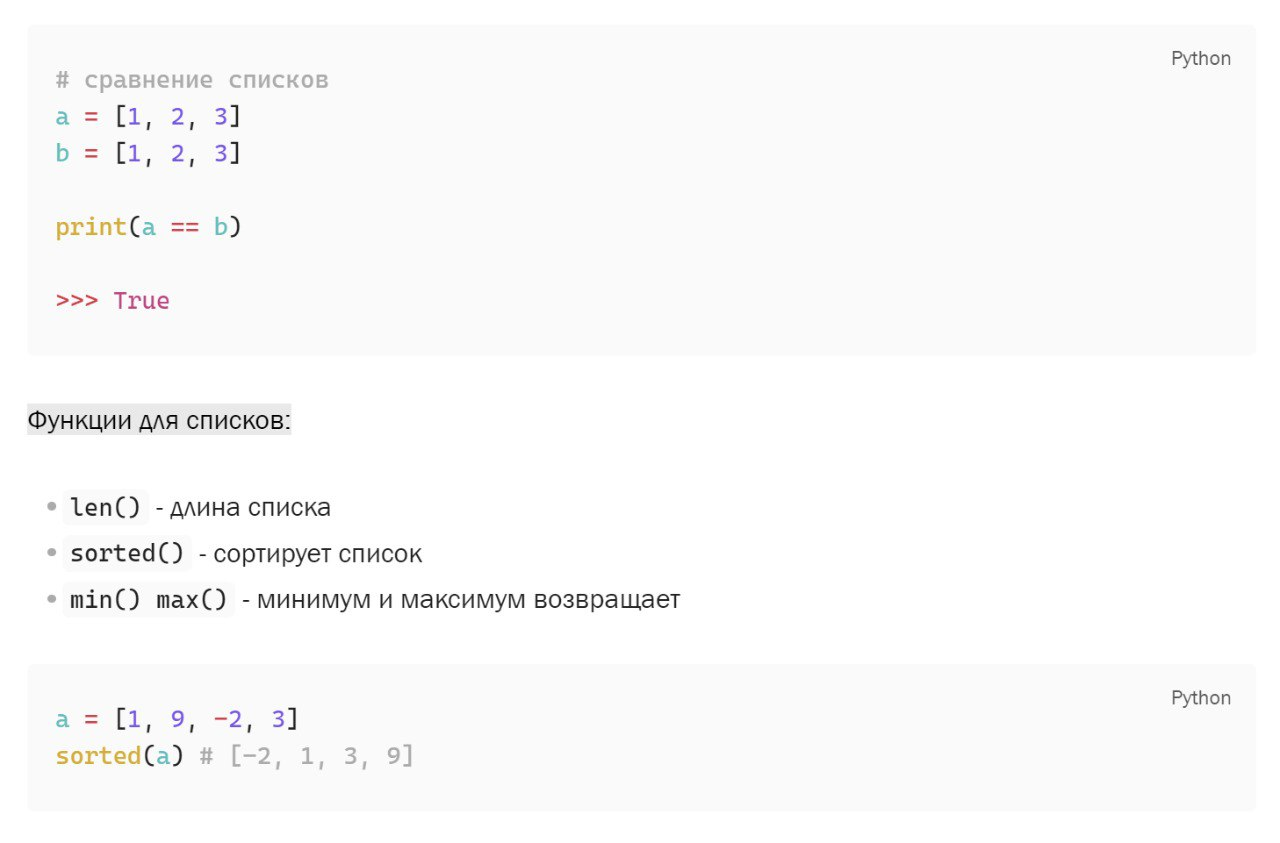 Python
# сравнение списков
a = [1, 2, 3]
b = [1, 2, 3]
print(a == b)
>>> True
Функции для списков:
• len() - длина списка
• sorted() - сортирует список
• min() max() - минимум и максимум возвращает
Python
a = [1, 9, -2, 3]
sorted(a) # [-2, 1, 3, 9]